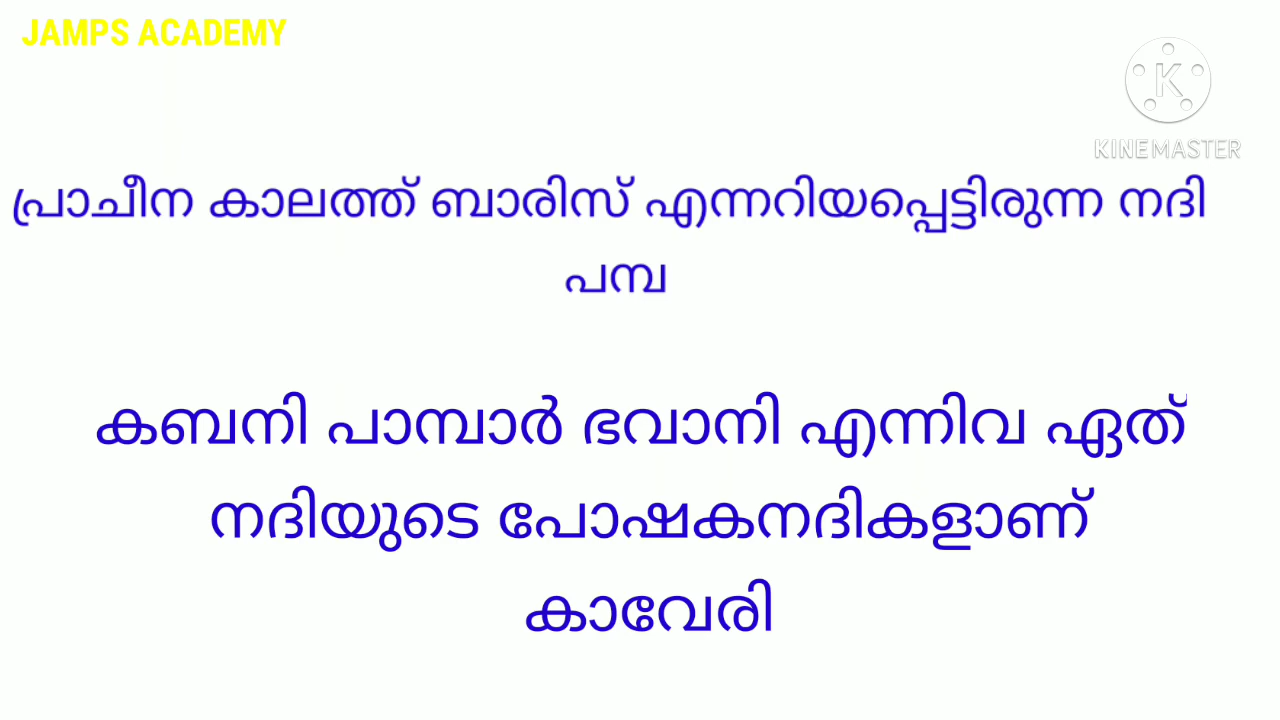 JAMPS ACADEMY
K
KINEMASTER
പ്രാചീന കാലത്ത് ബാരിസ് എന്നറിയപ്പെട്ടിരുന്ന നദി
പമ്പ
കബനി പാമ്പാർ ഭവാനി എന്നിവ ഏത്
നദിയുടെ പോഷകനദികളാണ്
കാവേരി